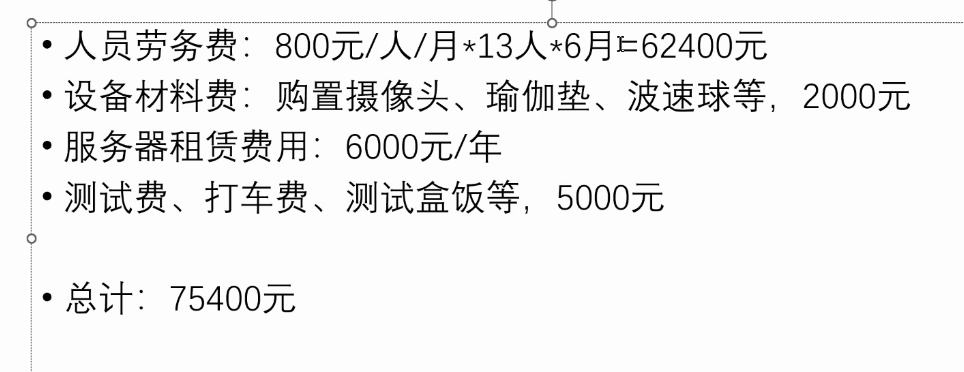 • 人员劳务费：800元/人/月*13人*6月=62400元
• 设备材料费：购置摄像头、瑜伽垫、波速球等，2000元
• 服务器租赁费用：6000元/年
• 测试费、打车费、测试盒饭等，5000元
• 总计：75400元